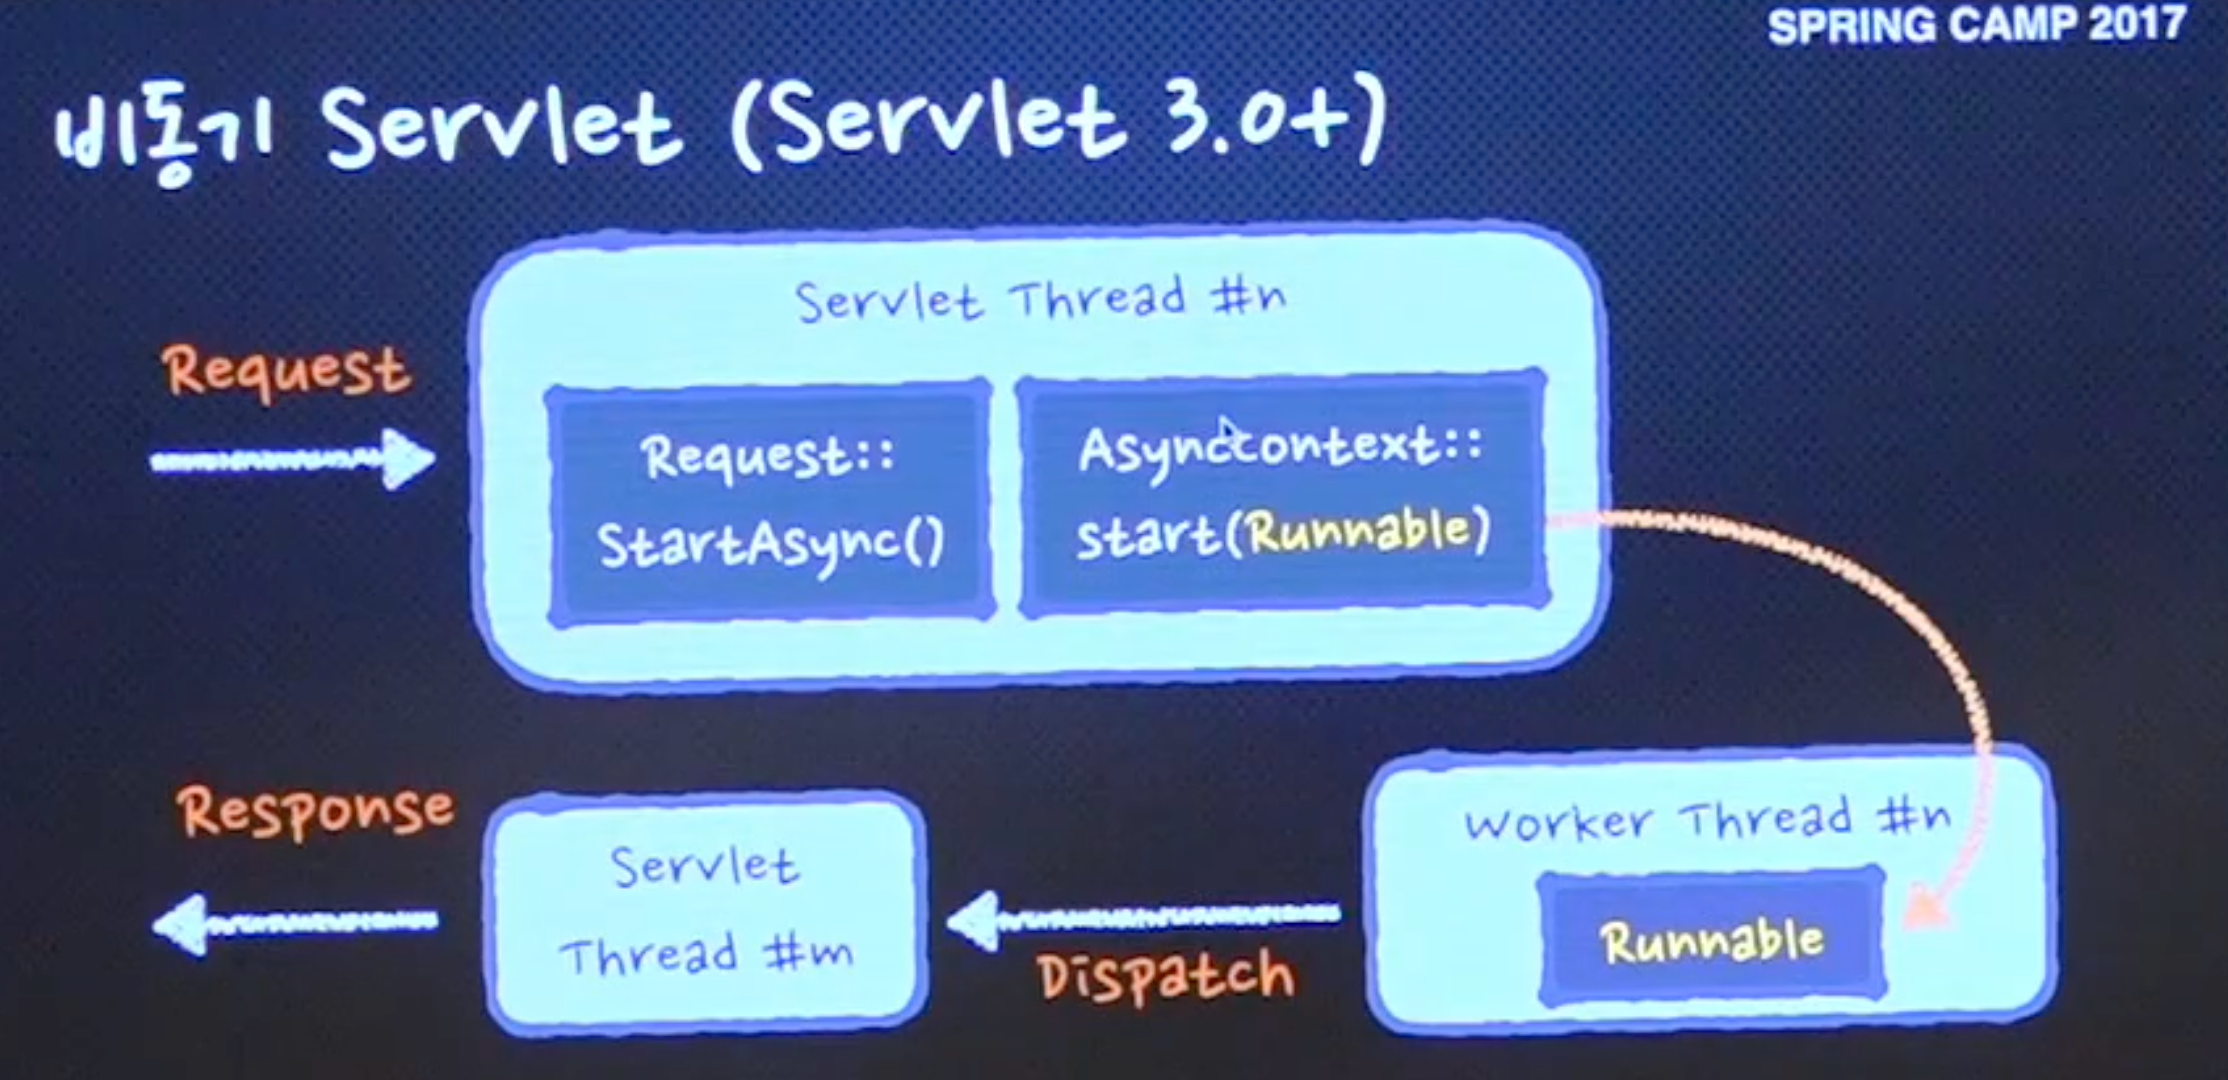 SPRING CAMP 2017
비동기 Servlet (Servlet 3.0+)
Servlet Thread #n
Request
Request::
StartAsync()
Asynccontext::
start(Runnable)
Worker Thread #n
Runnable
Dispatch
Servlet
Thread #m
Response